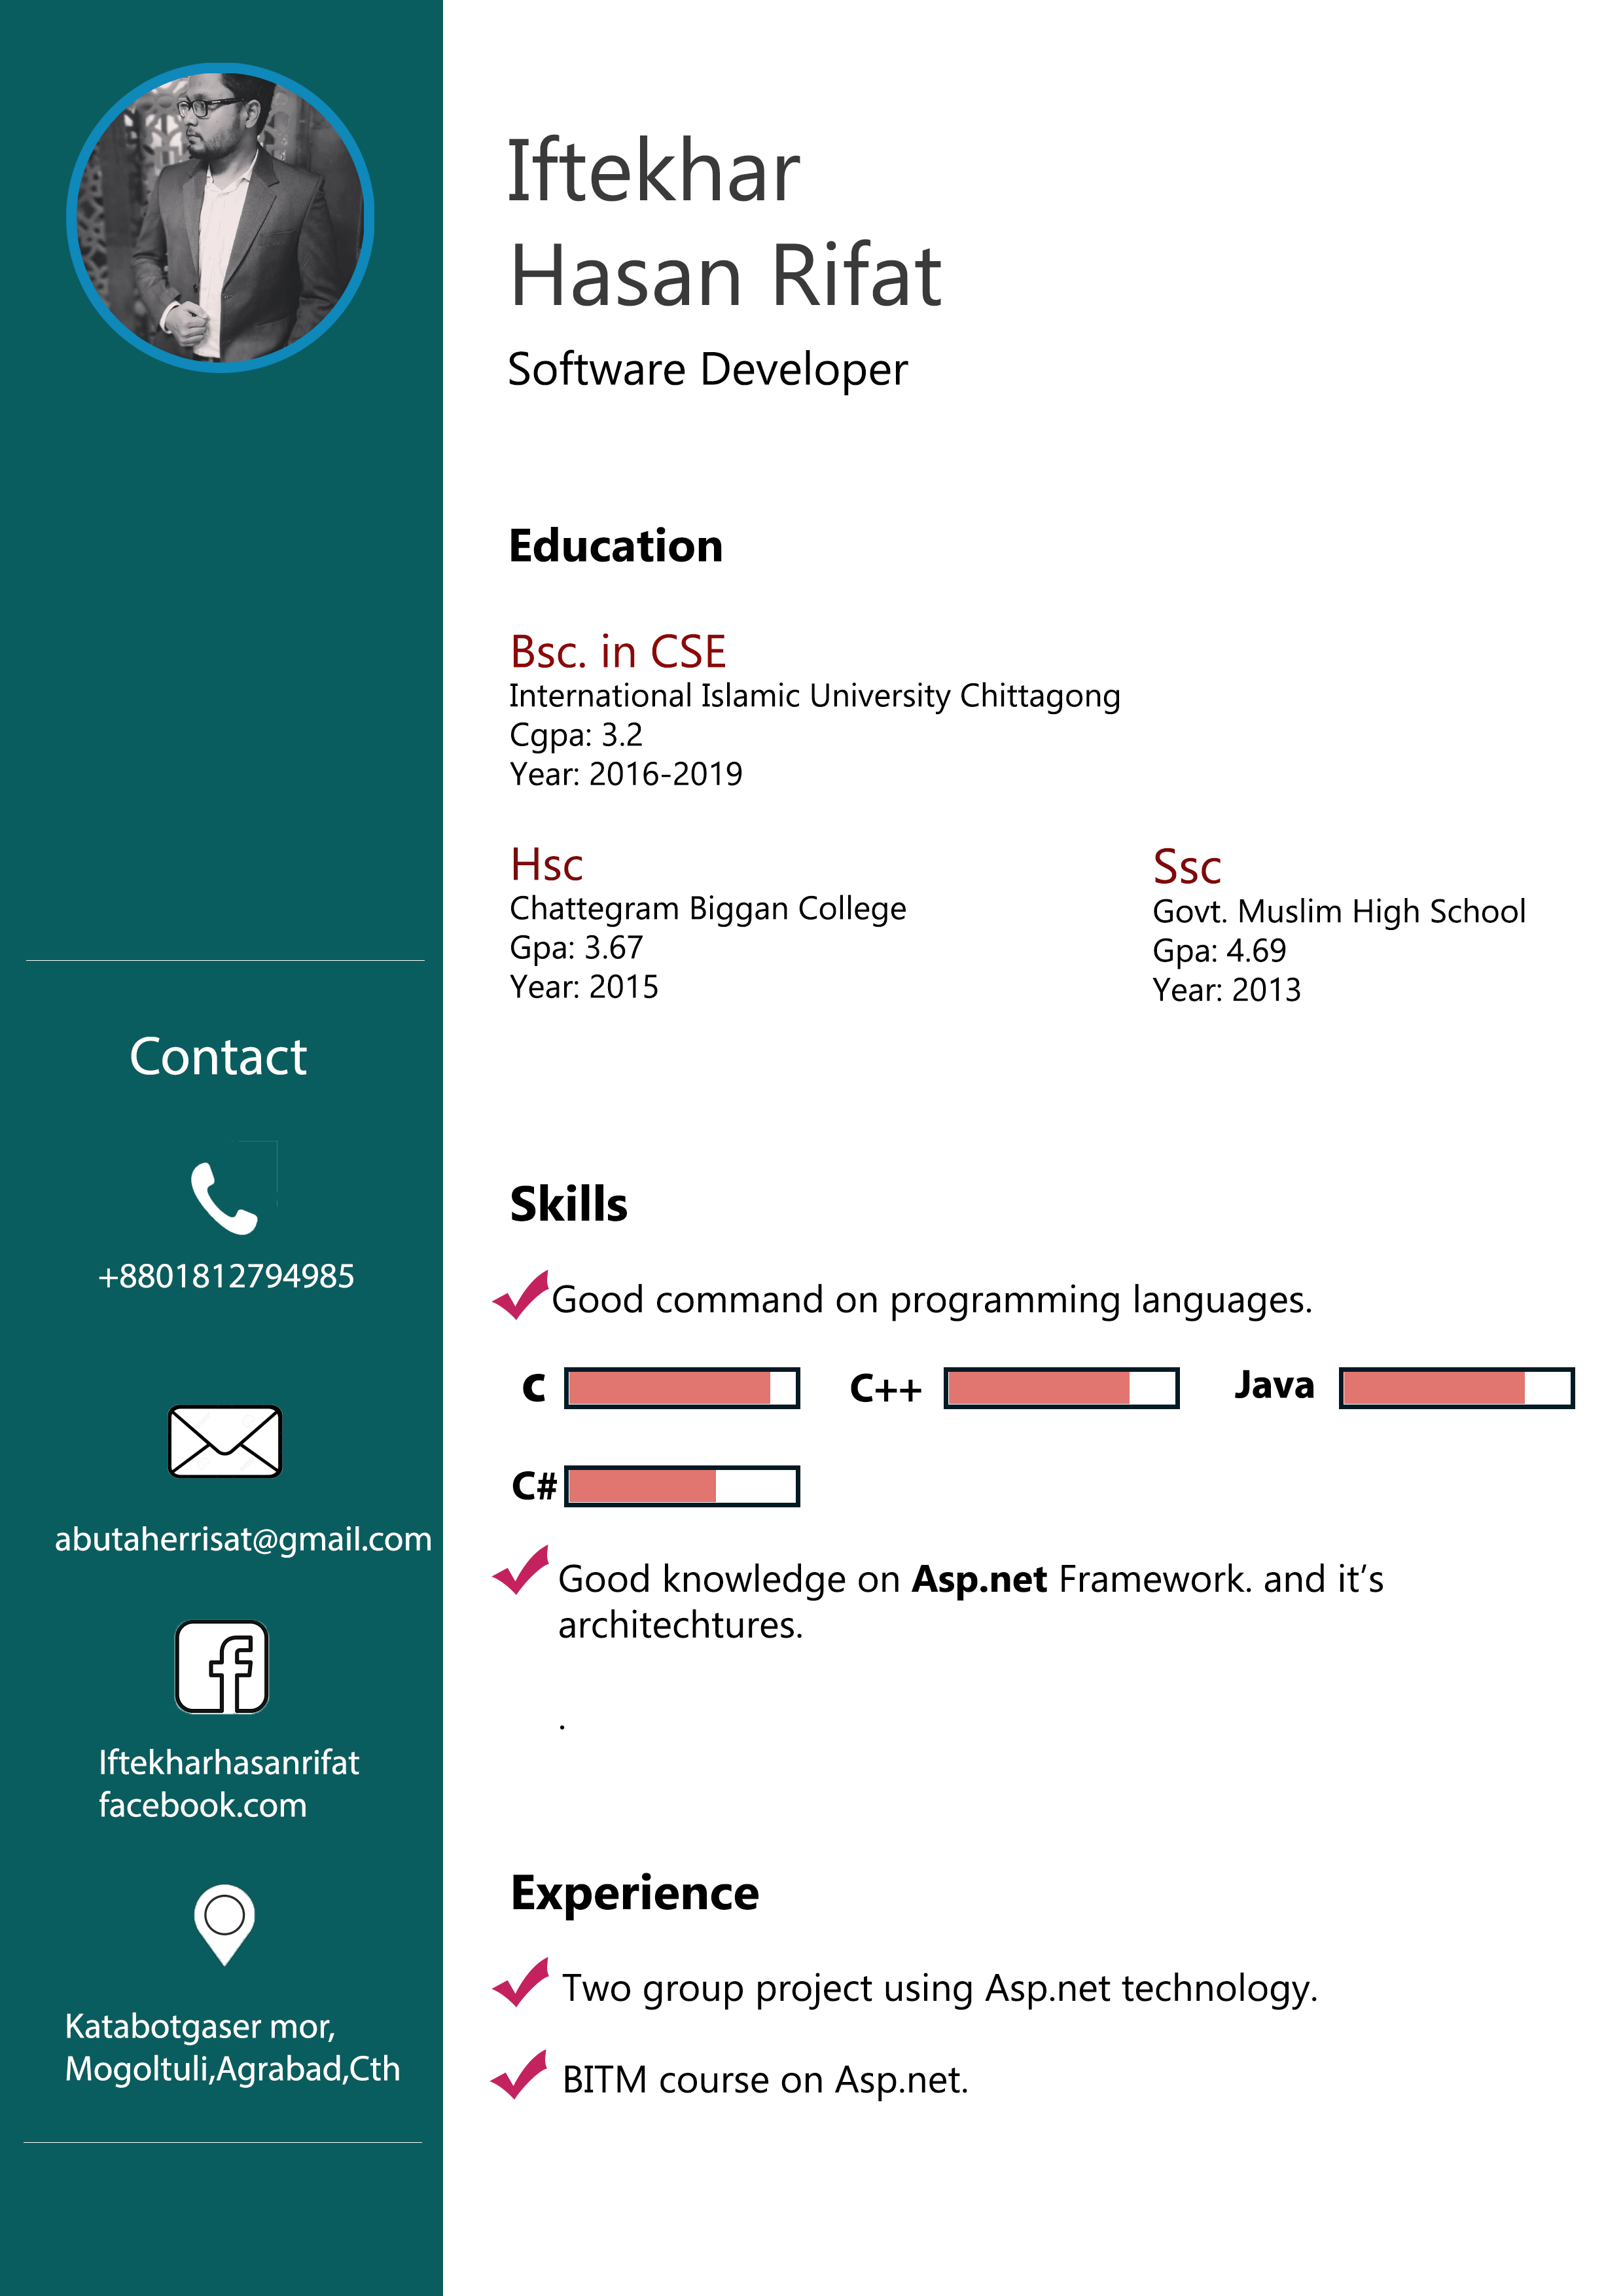 Iftekhar
Hasan Rifat
Software Developer
Education
Bsc. in CSE
International Islamic University Chittagong
Cgpa: 3.2
Year: 2016-2019
Hsc
Chattegram Biggan College
Gpa: 3.67
Year: 2015
Ssc
Govt. Muslim High School
Gpa: 4.69
Year: 2013
Contact
+8801812794985
abutaherrisat@gmail.com
Iftekharhasanrifat
facebook.com
Katabotgaser mor,
Mogoltuli,Agrabad,Cth
Skills
Good command on programming languages.
C
C++
Java
C#
Good knowledge on Asp.net Framework. and it’s
architechtures.
.
Experience
Two group project using Asp.net technology.
BITM course on Asp.net.